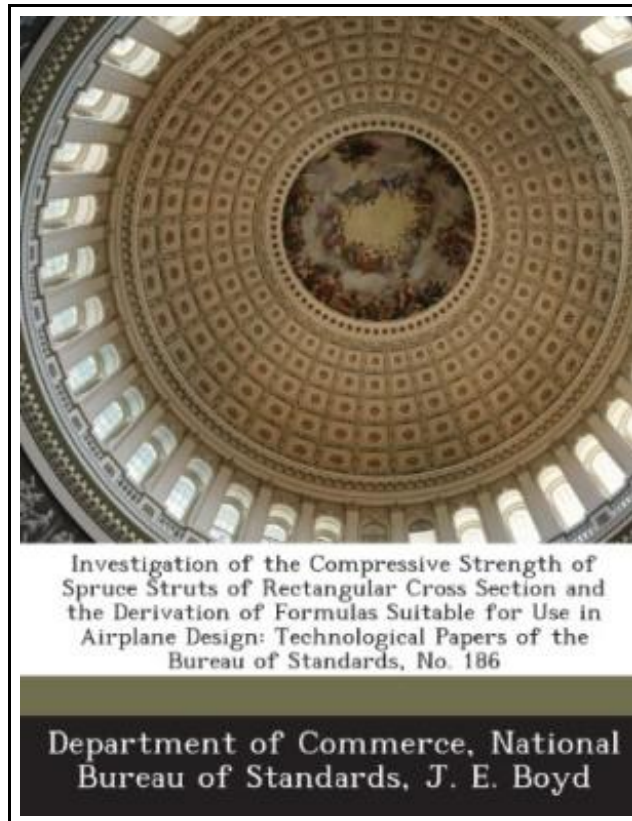 Investigation of the Compressive Strength of
Spruce Struts of Rectangular Cross Section and
the Derivation of Formulas Suitable for Use in
Airplane Design: Technological Papers of the
Bureau of Standards, No. 186
Department of Commerce, National
Bureau of Standards, J. E. Boyd